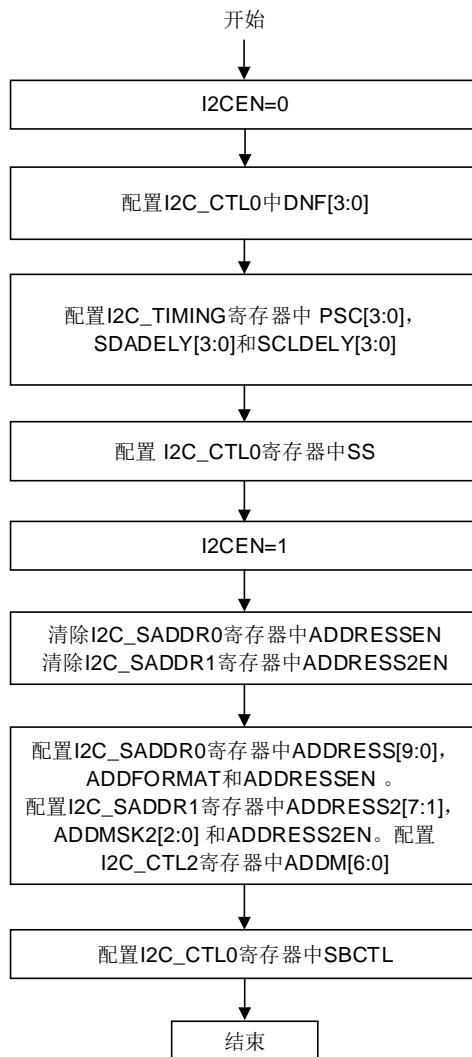 开始
I2CEN=0
配置I2C_CTL0中DNF[3:0]
配置I2C_TIMING寄存器中 PSC[3:0]，
SDADELY[3:0]和SCLDELY[3:0]
配置 I2C_CTL0寄存器中SS
I2CEN=1
清除I2C_SADDR0寄存器中ADDRESSEN
清除I2C_SADDR1寄存器中ADDRESS2EN
配置I2C_SADDR0寄存器中ADDRESS[9:0]，
ADDFORMAT和ADDRESSEN 。
配置I2C_SADDR1寄存器中ADDRESS2[7:1]，
ADDMSK2[2:0] 和ADDRESS2EN。配置
I2C_CTL2寄存器中ADDM[6:0]
配置I2C_CTL0寄存器中SBCTL
结束